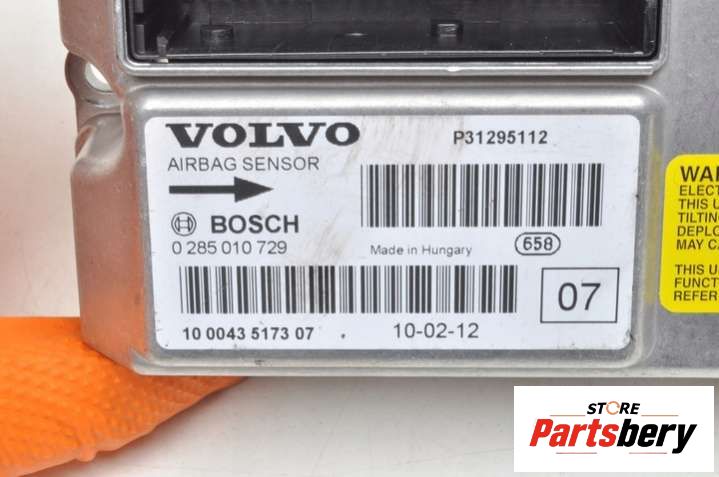 VOLVO
P31295112
AIRBAG SENSOR
BOSCH
0 285 010 729
Made in Hungary
658
07
10 0043 5173 07 .
10-02-12
ELECT
THIS U
TILTIN
DEPLO
MAY CA
THIS U
FUNCT
REFER
STORE
Partsbery